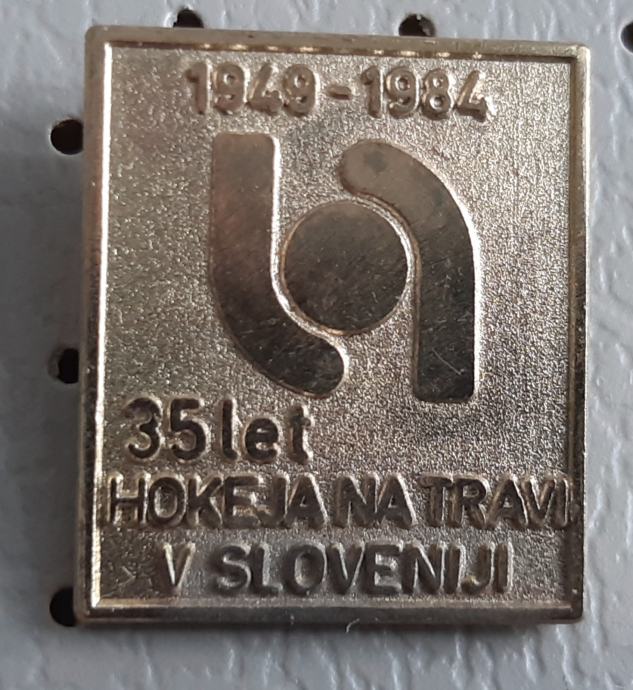 1949-1984
35 let
HOKEJA NA TRAVI
V SLOVENIJI